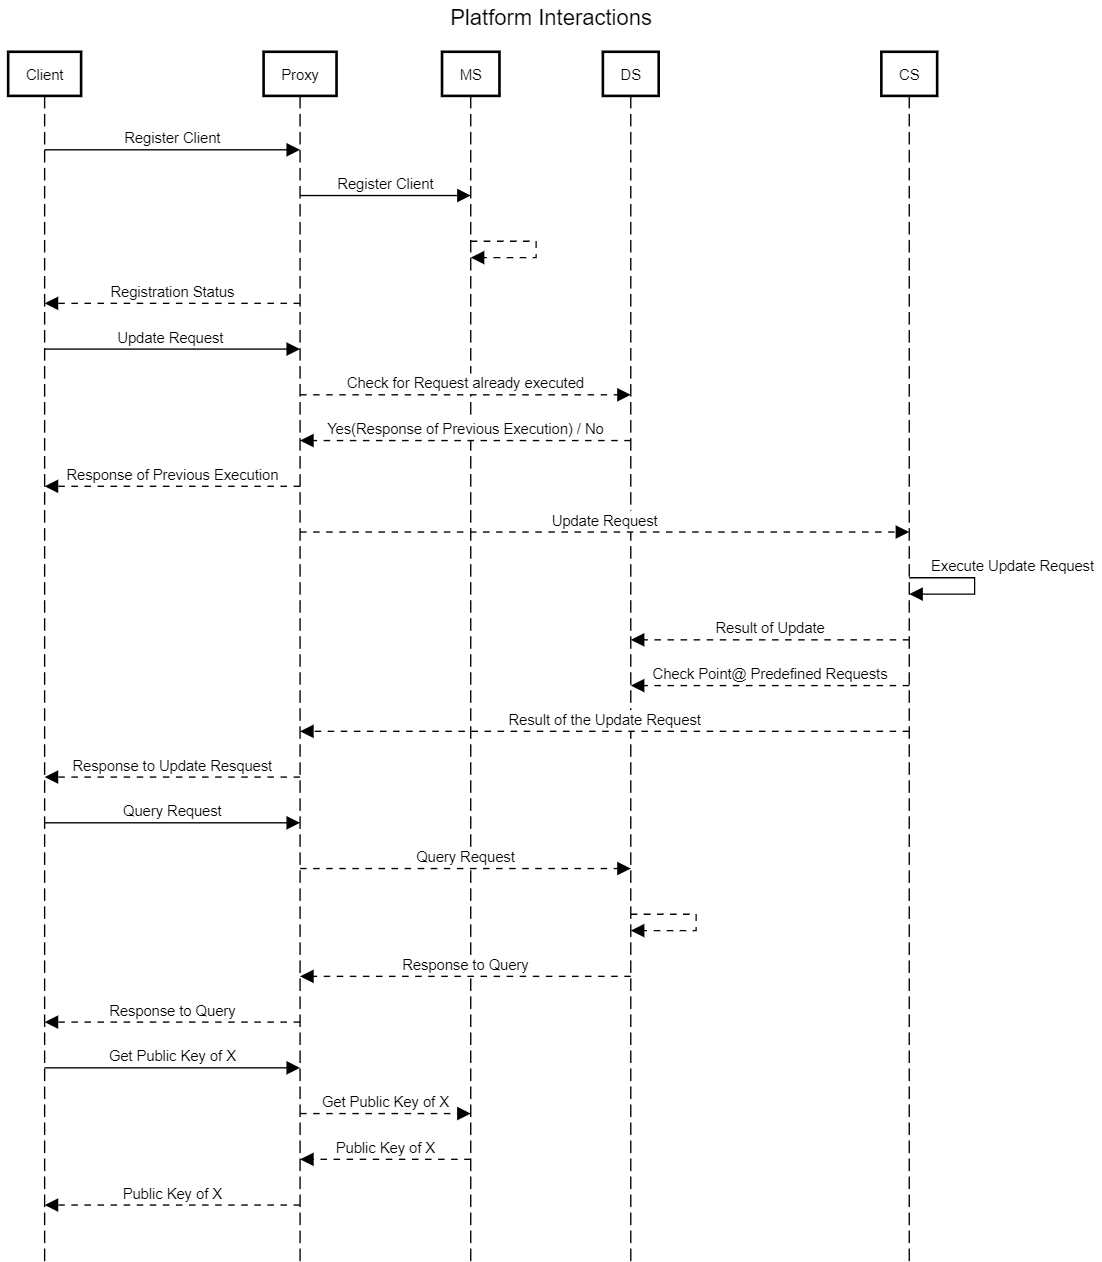 Platform Interactions
Client
Proxy
MS
DS
CS
Register Client
Register Client
Registration Status
Update Request
Check for Request already executed
Yes(Response of Previous Execution) / No
Response of Previous Execution
Update Request
Execute Update Request
Result of Update
Check Point@ Predefined Requests
Result of the Update Request
Response to Update Resquest
Query Request
Query Request
Response to Query
Response to Query
Get Public Key of X
Get Public Key of X
Public Key of X
Public Key of X